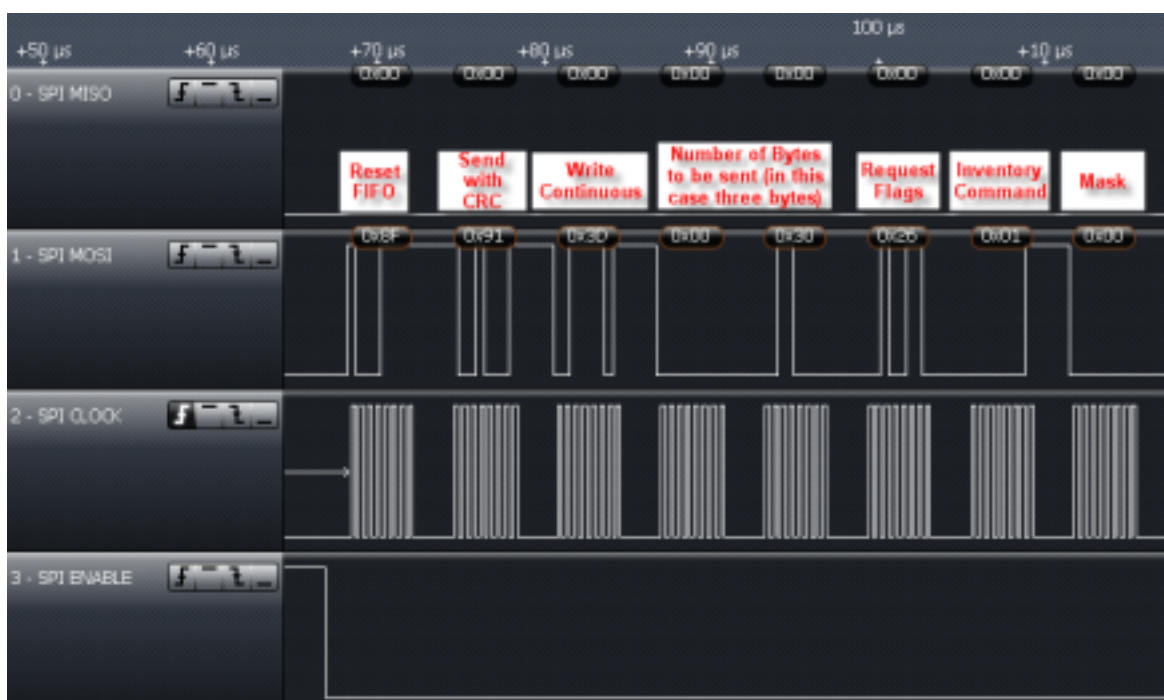 100 µs
+50 µs +60 µs +70 µs +80 µs +90 µs +10 µs
0x00 0x00 0x00 0x00 0x00 0x00 0x00 0x00
0 - SPI MISO
Reset FIFO
Send with CRC
Write Continuous
Number of Bytes to be sent (in this case three bytes)
Request Flags
Inventory Command
Mask
0x8F 0x91 0x3D 0x00 0x30 0x26 0x01 0x00
1 - SPI MOSI
2 - SPI CLOCK
3 - SPI ENABLE